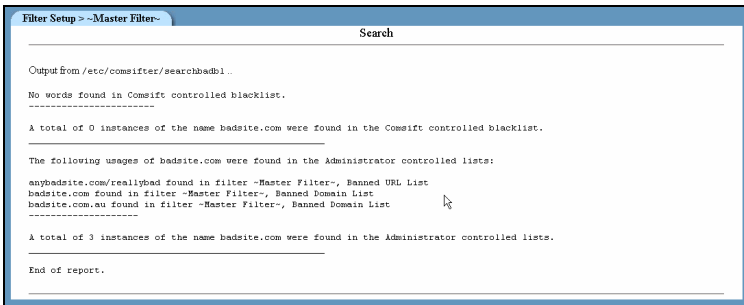 Filter Setup > ~Master Filter~
Search
Output from /etc/comsifter/searchbadbl ..
No words found in Comsift controlled blacklist.
-----------------------
A total of 0 instances of the name badsite.com were found in the Comsift controlled blacklist.
The following usages of badsite.com were found in the Administrator controlled lists:
anybadsite.com/reallybad found in filter ~Master Filter~, Banned URL List
badsite.com found in filter ~Master Filter~, Banned Domain List
badsite.com.au found in filter ~Master Filter~, Banned Domain List
--------------------
A total of 3 instances of the name badsite.com were found in the Administrator controlled lists.
End of report.